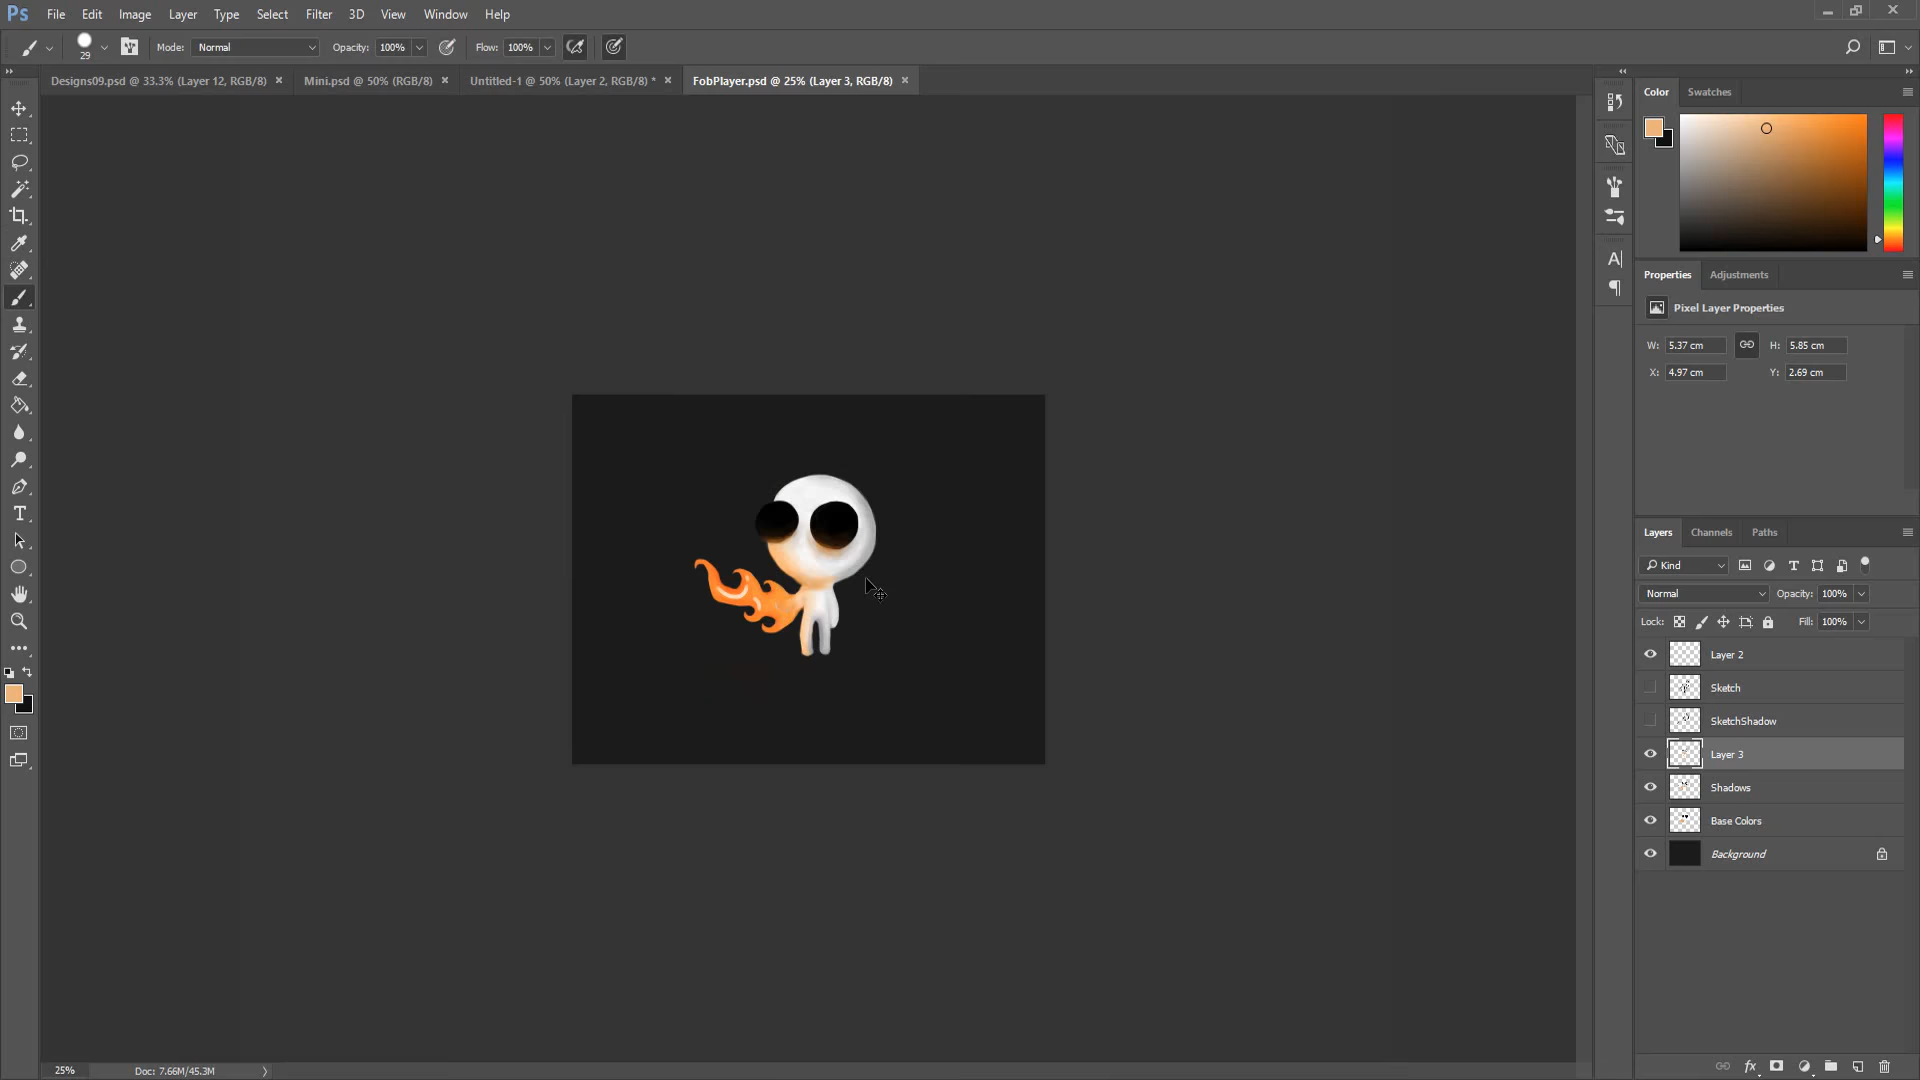 Ps File Edit Image Layer Type Select Filter 3D View Window Help
29 Mode: Normal Opacity: 100% Flow: 100%
Designs09.psd @ 33.3% (Layer 12, RGB/8) × Mini.psd @ 50% (RGB/8) × Untitled-1 @ 50% (Layer 2, RGB/8) * × FobPlayer.psd @ 25% (Layer 3, RGB/8) ×
Color Swatches
Properties Adjustments
Pixel Layer Properties
W: 5.37 cm H: 5.85 cm
X: 4.97 cm Y: 2.69 cm
Layers Channels Paths
Kind
Normal Opacity: 100%
Lock: Fill: 100%
Layer 2
Sketch
SketchShadow
Layer 3
Shadows
Base Colors
Background
25% Doc: 7.66M/45.3M
fx